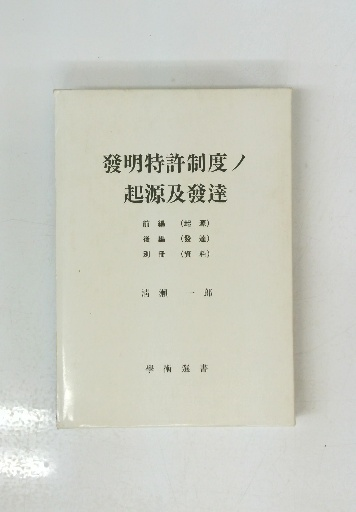 發明特許制度ノ
起源及發達
前編 (起源)
後編 (發達)
別冊 (資料)
清瀬一郎
學術選書